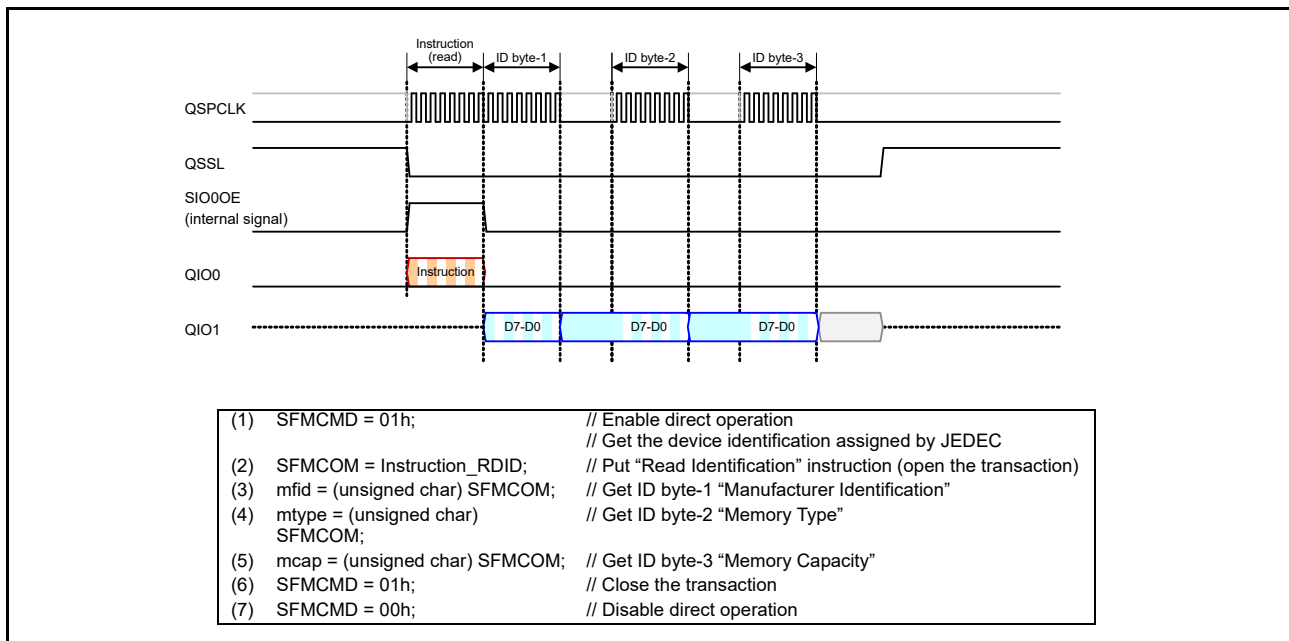 Instruction
(read)
ID byte-1
ID byte-2
ID byte-3
QSPCLK
QSSL
SIO0OE
(internal signal)
QIO0
Instruction
QIO1
D7-D0
D7-D0
D7-D0
(1) SFMCMD = 01h; // Enable direct operation
// Get the device identification assigned by JEDEC
(2) SFMCOM = Instruction_RDID; // Put “Read Identification” instruction (open the transaction)
(3) mfid = (unsigned char) SFMCOM; // Get ID byte-1 “Manufacturer Identification”
(4) mtype = (unsigned char) // Get ID byte-2 “Memory Type”
SFMCOM;
(5) mcap = (unsigned char) SFMCOM; // Get ID byte-3 “Memory Capacity”
(6) SFMCMD = 01h; // Close the transaction
(7) SFMCMD = 00h; // Disable direct operation